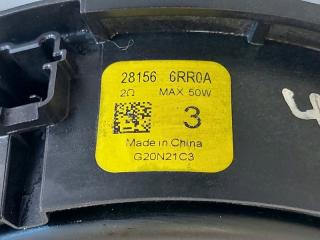 28156 6RR0A
2Ω MAX 50W
3
Made in China
G20N21C3